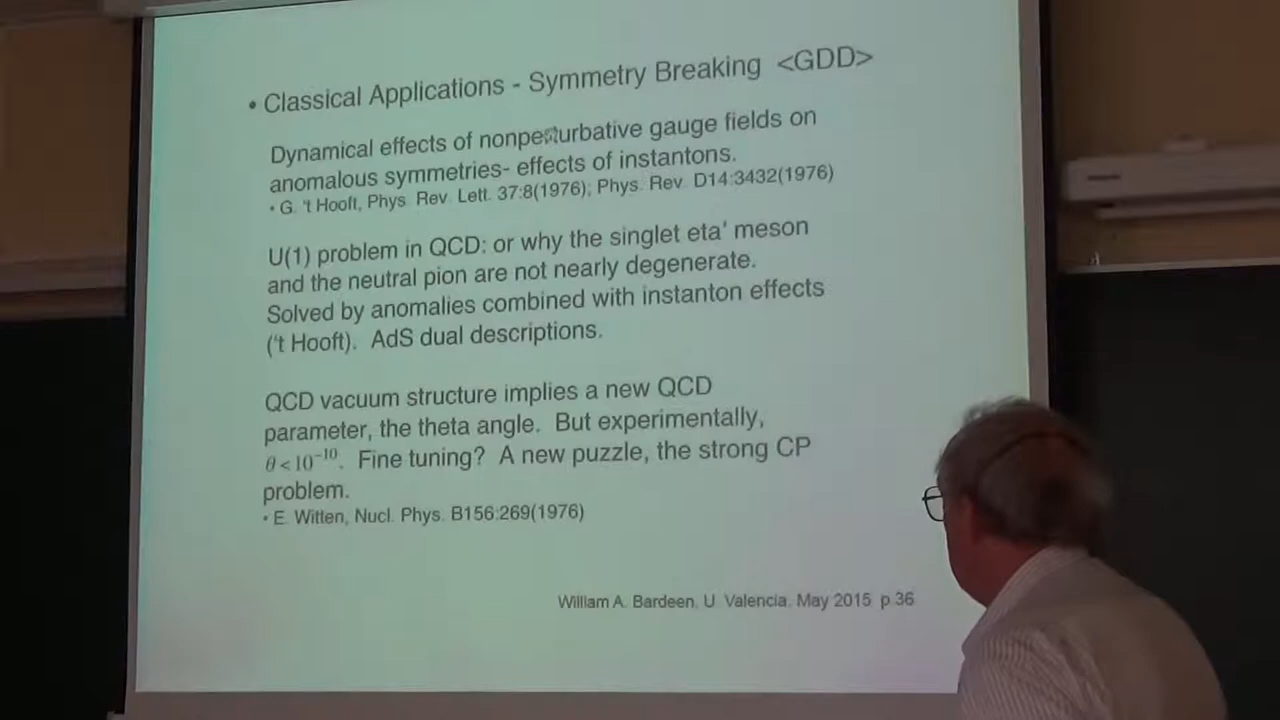 • Classical Applications - Symmetry Breaking <GDD>
Dynamical effects of nonperturbative gauge fields on
anomalous symmetries- effects of instantons.
• G. 't Hooft, Phys. Rev. Lett. 37:8(1976); Phys. Rev. D14:3432(1976)
U(1) problem in QCD: or why the singlet eta' meson
and the neutral pion are not nearly degenerate.
Solved by anomalies combined with instanton effects
('t Hooft). AdS dual descriptions.
QCD vacuum structure implies a new QCD
parameter, the theta angle. But experimentally,
θ < 10⁻¹⁰. Fine tuning? A new puzzle, the strong CP
problem.
• E. Witten, Nucl. Phys. B156:269(1976)
William A. Bardeen, U. Valencia, May 2015 p.36